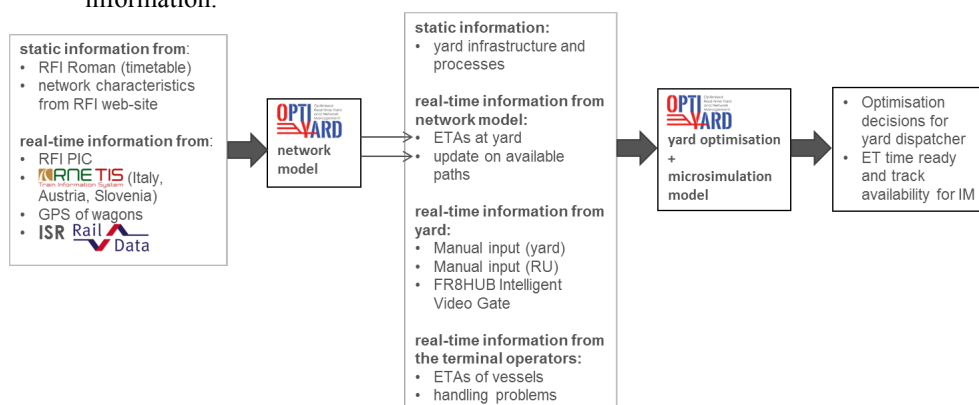 information.
static information from:
• RFI Roman (timetable)
• network characteristics
from RFI web-site
real-time information from:
• RFI PIC
• RNE TIS (Italy,
Train Information System
Austria, Slovenia)
• GPS of wagons
• ISR Rail
Data
OPTI
YARD
network
model
static information:
• yard infrastructure and
processes
real-time information from
network model:
• ETAs at yard
• update on available
paths
real-time information from
yard:
• Manual input (yard)
• Manual input (RU)
• FR8HUB Intelligent
Video Gate
real-time information from
the terminal operators:
• ETAs of vessels
• handling problems
OPTI
YARD
yard optimisation
+
microsimulation
model
• Optimisation
decisions for
yard dispatcher
• ET time ready
and track
availability for IM